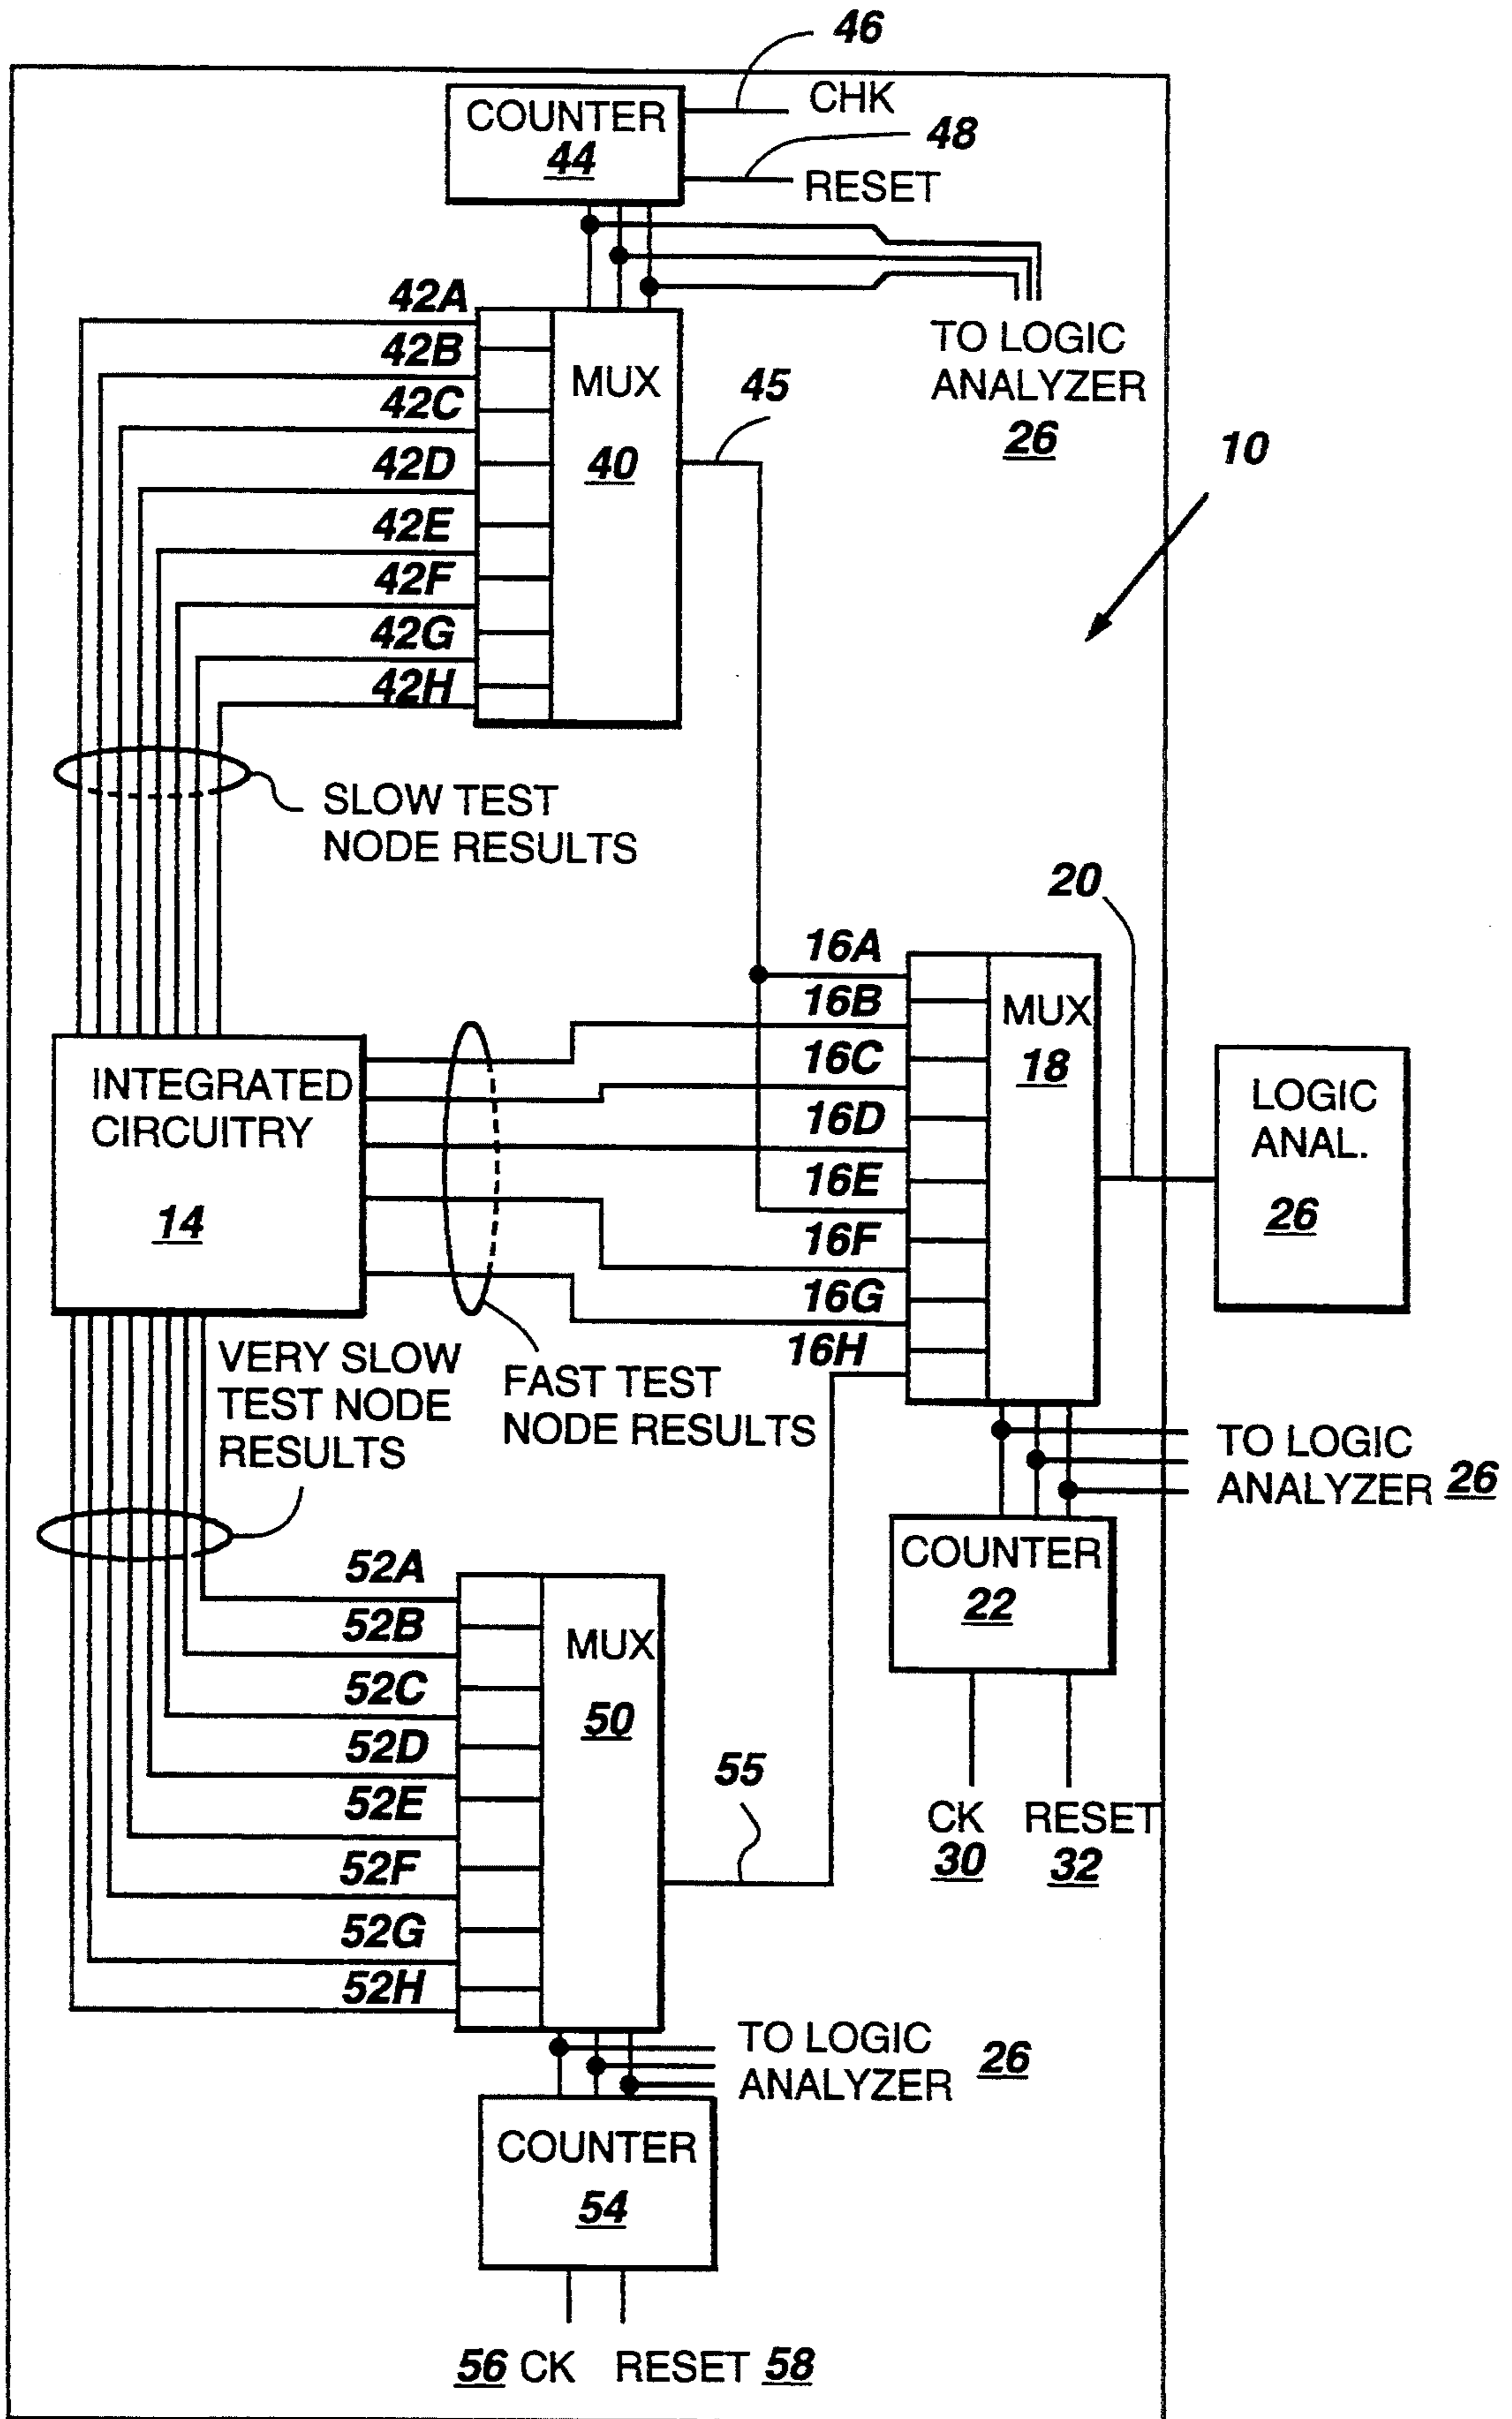 46
COUNTER
44
CHK
48
RESET
42A
42B
42C
42D
42E
42F
42G
42H
MUX
40
45
TO LOGIC
ANALYZER
26
10
SLOW TEST
NODE RESULTS
20
16A
16B
16C
16D
16E
16F
16G
16H
MUX
18
INTEGRATED
CIRCUITRY
14
LOGIC
ANAL.
26
VERY SLOW
TEST NODE
RESULTS
FAST TEST
NODE RESULTS
TO LOGIC
ANALYZER 26
COUNTER
22
52A
52B
52C
52D
52E
52F
52G
52H
MUX
50
55
CK
30
RESET
32
TO LOGIC
ANALYZER 26
COUNTER
54
56 CK RESET 58